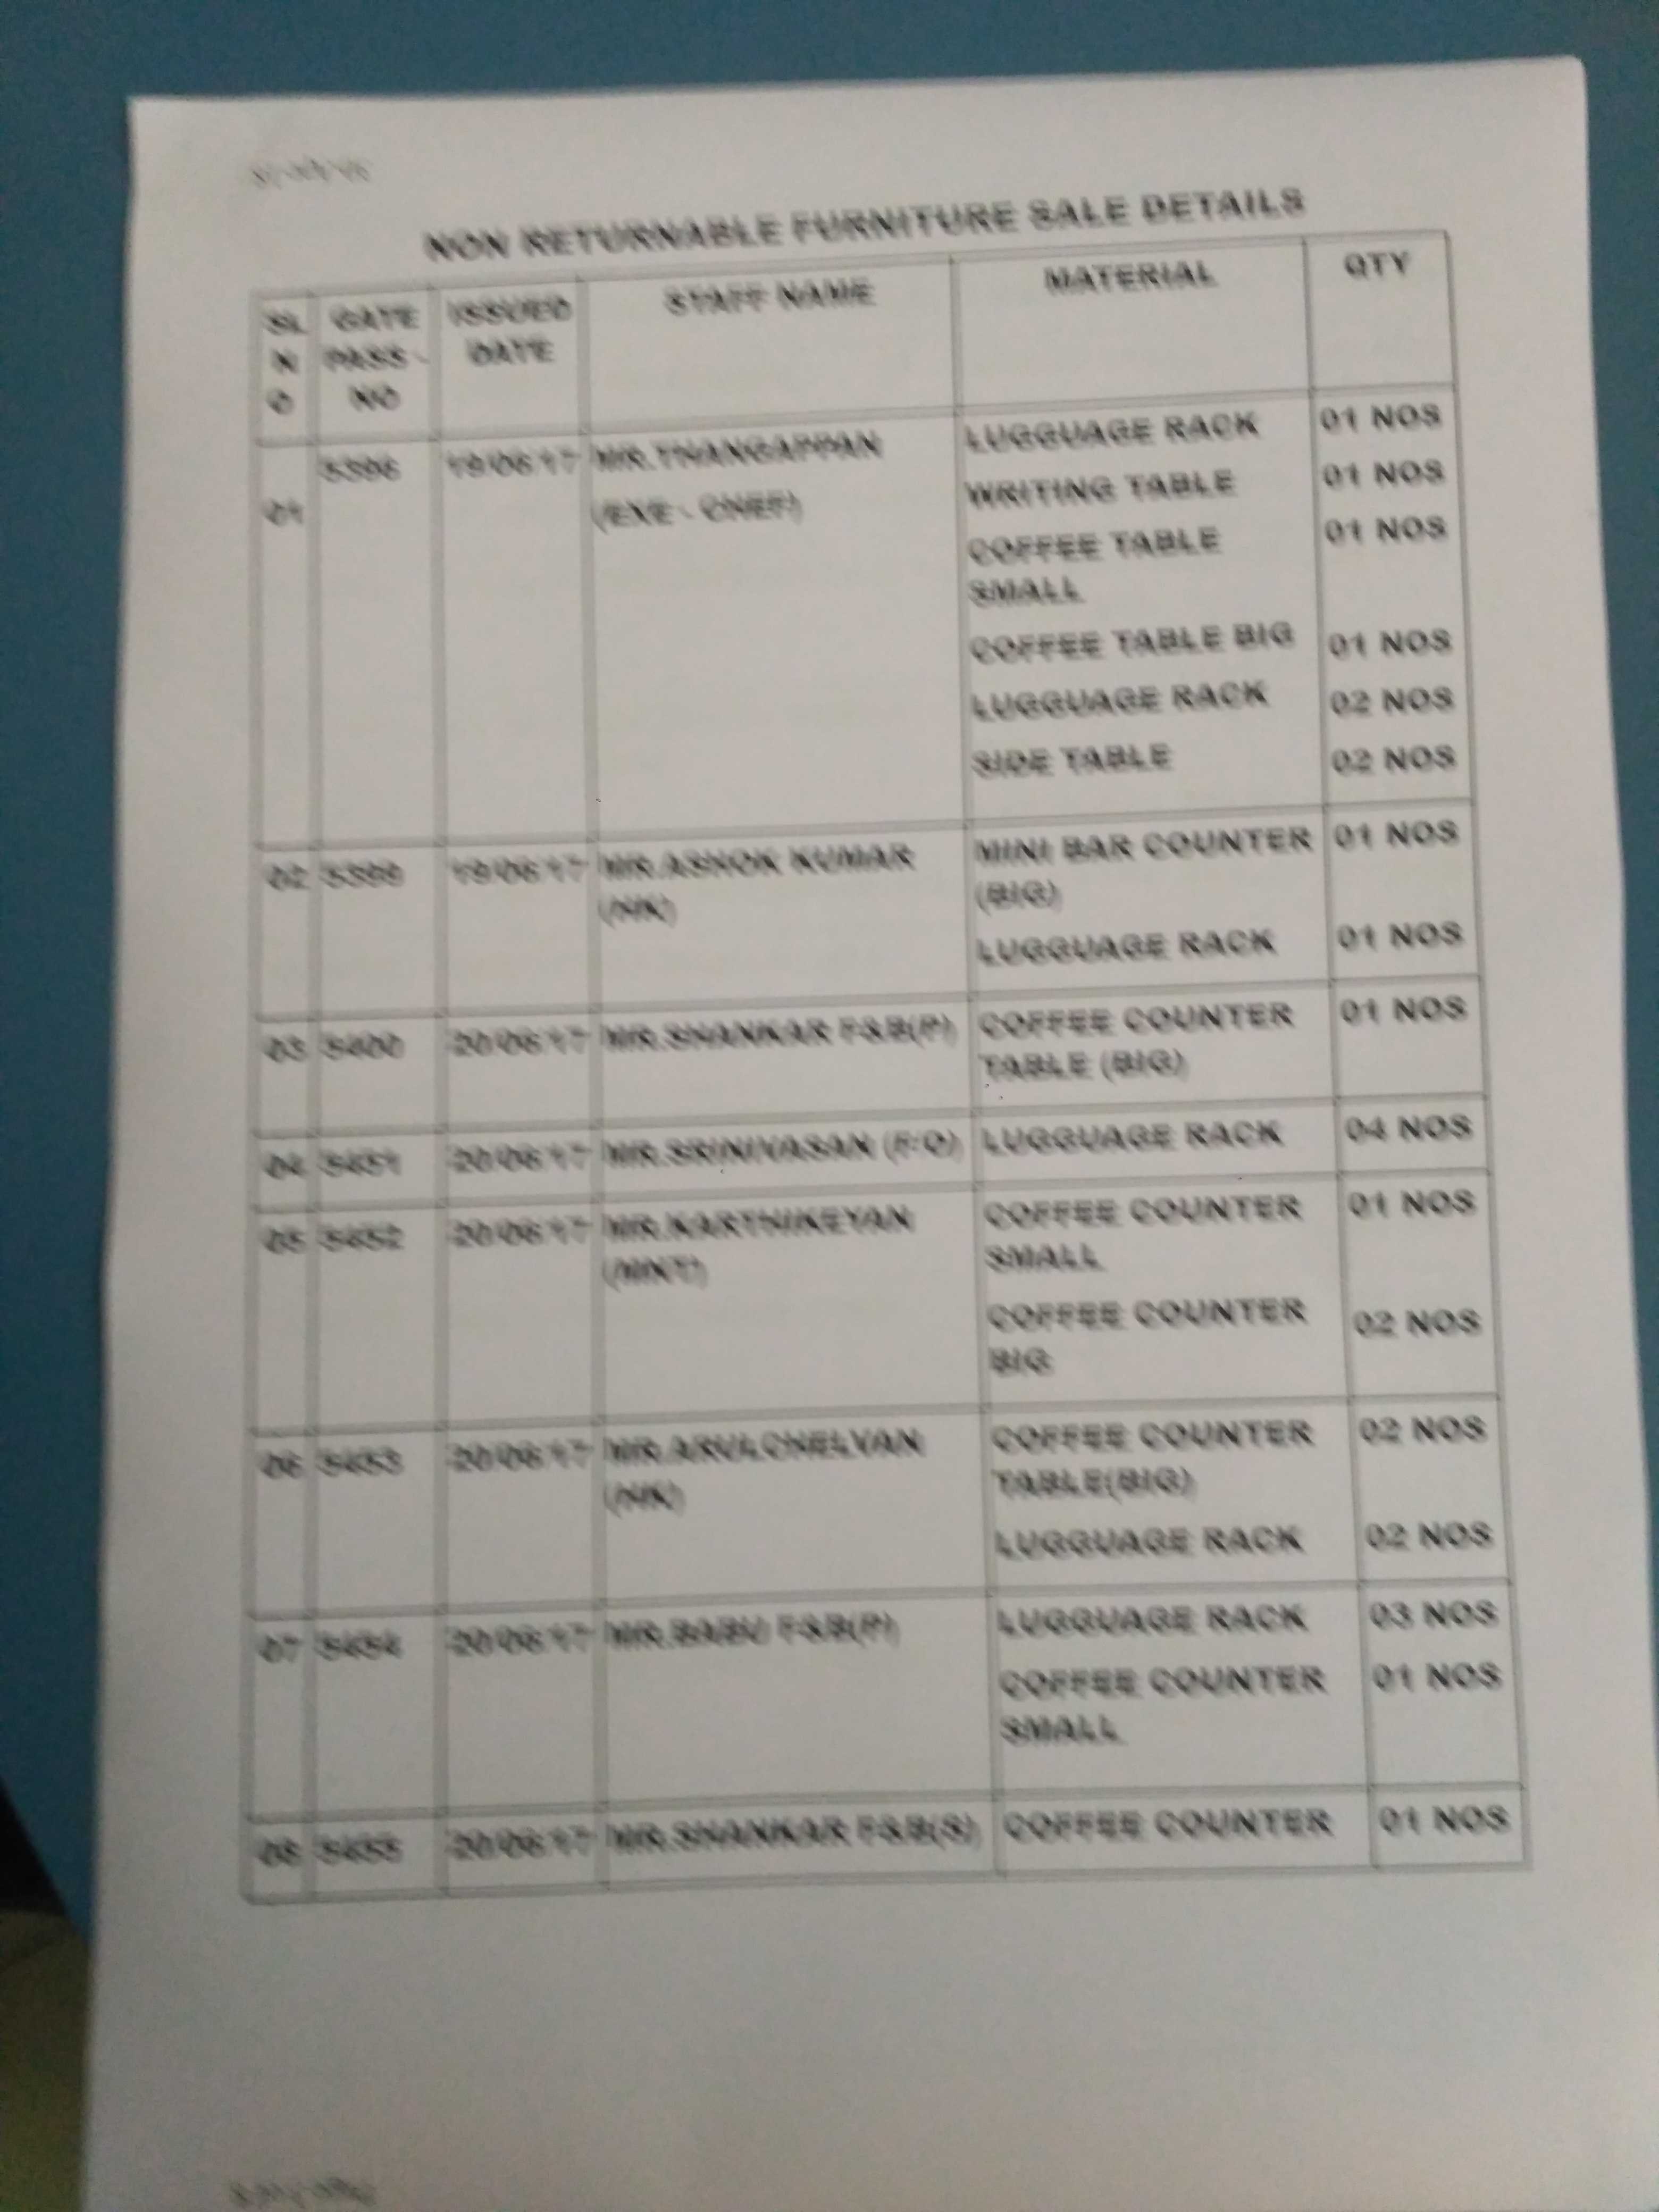 NON RETURNABLE FURNITURE SALE DETAILS
SL NO GATE PASS - NO ISSUED DATE STAFF NAME MATERIAL QTY
01 5396 19/06/17 MR.THANGAPPAN LUGGUAGE RACK 01 NOS
(EXE - CHEF) WRITING TABLE 01 NOS
COFFEE TABLE 01 NOS
SMALL
COFFEE TABLE BIG 01 NOS
LUGGUAGE RACK 02 NOS
SIDE TABLE 02 NOS
02 5399 19/06/17 MR.ASHOK KUMAR MINI BAR COUNTER 01 NOS
(HK) (BIG)
LUGGUAGE RACK 01 NOS
03 5400 20/06/17 MR.SHANKAR F&B(P) COFFEE COUNTER 01 NOS
TABLE (BIG)
04 5451 20/06/17 MR.SRINIVASAN (F/O) LUGGUAGE RACK 04 NOS
05 5452 20/06/17 MR.KARTHIKEYAN COFFEE COUNTER 01 NOS
(MNT) SMALL
COFFEE COUNTER 02 NOS
BIG
06 5453 20/06/17 MR.ARULCHELVAN COFFEE COUNTER 02 NOS
(HK) TABLE(BIG)
LUGGUAGE RACK 02 NOS
07 5454 20/06/17 MR.BABU F&B(P) LUGGUAGE RACK 03 NOS
COFFEE COUNTER 01 NOS
SMALL
08 5455 20/06/17 MR.SHANKAR F&B(S) COFFEE COUNTER 01 NOS